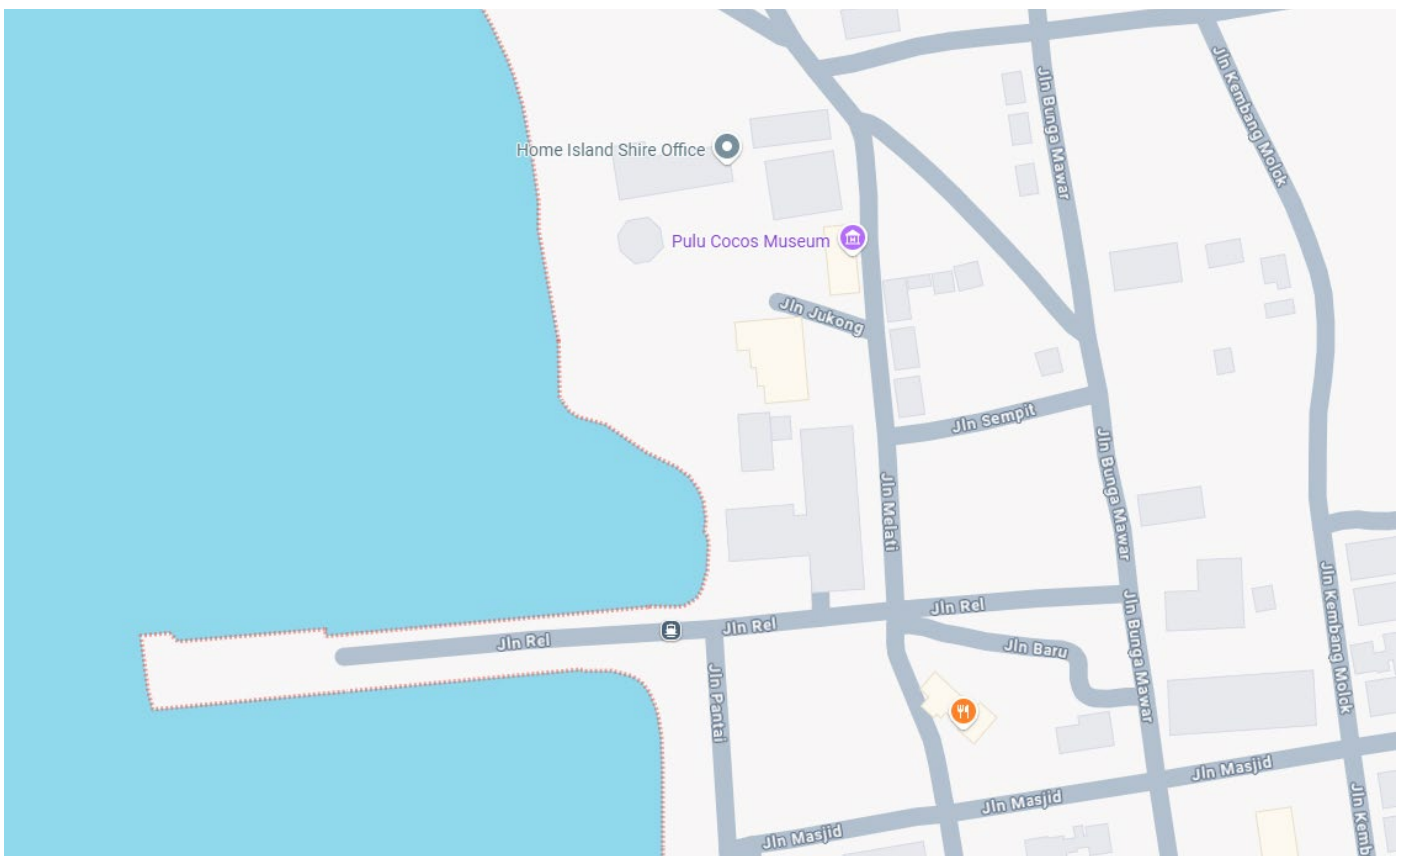 Jln Kembang Molok
Jln Bunga Mawar
Home Island Shire Office
Pulu Cocos Museum
Jln Jukong
Jln Sempit
Jln Bunga Mawar
Jln Melati
Jln Rel
Jln Rel
Jln Rel
Jln Baru
Jln Bunga Mawar
Jln Kembang Molok
Jln Pantai
Jln Masjid
Jln Masjid
Jln Masjid
Jln Kemb